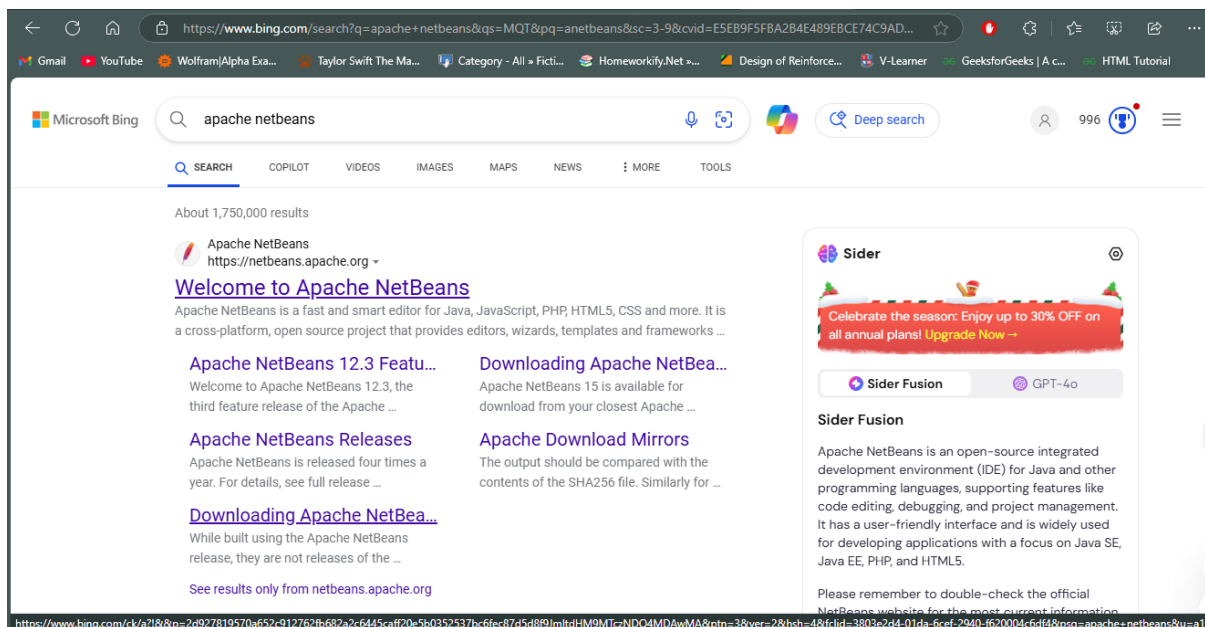 https://www.bing.com/search?q=apache+netbeans&qs=MQT&pq=anetbeans&sc=3-9&cvid=E5EB9F5FBA2B4E489EBCE74C9AD...
Gmail YouTube Wolfram|Alpha Exa... Taylor Swift The Ma... Category - All » Ficti... Homeworkify.Net »... Design of Reinforce... V-Learner GeeksforGeeks | A c... HTML Tutorial
Microsoft Bing apache netbeans Deep search 996
SEARCH COPILOT VIDEOS IMAGES MAPS NEWS MORE TOOLS
About 1,750,000 results
Apache NetBeans
https://netbeans.apache.org
Welcome to Apache NetBeans
Apache NetBeans is a fast and smart editor for Java, JavaScript, PHP, HTML5, CSS and more. It is
a cross-platform, open source project that provides editors, wizards, templates and frameworks ...
Apache NetBeans 12.3 Featu...
Welcome to Apache NetBeans 12.3, the
third feature release of the Apache ...
Downloading Apache NetBea...
Apache NetBeans 15 is available for
download from your closest Apache ...
Apache NetBeans Releases
Apache NetBeans is released four times a
year. For details, see full release ...
Apache Download Mirrors
The output should be compared with the
contents of the SHA256 file. Similarly for ...
Downloading Apache NetBea...
While built using the Apache NetBeans
release, they are not releases of the ...
See results only from netbeans.apache.org
Sider
Celebrate the season: Enjoy up to 30% OFF on
all annual plans! Upgrade Now →
Sider Fusion GPT-4o
Sider Fusion
Apache NetBeans is an open-source integrated
development environment (IDE) for Java and other
programming languages, supporting features like
code editing, debugging, and project management.
It has a user-friendly interface and is widely used
for developing applications with a focus on Java SE,
Java EE, PHP, and HTML5.
Please remember to double-check the official
NetBeans website for the most current information